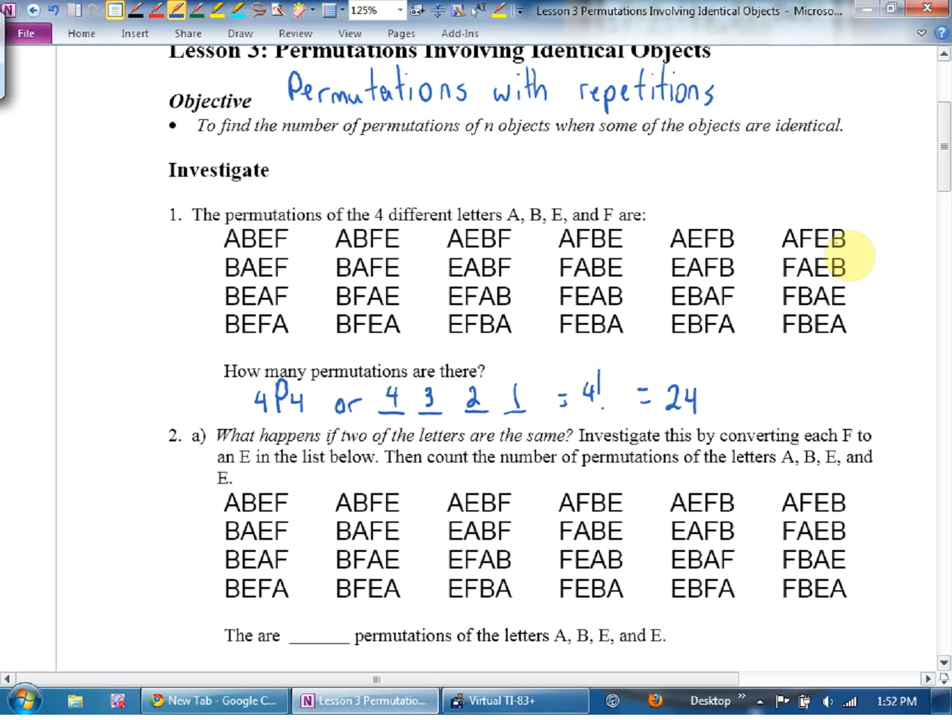 Lesson 3 Permutations Involving Identical Objects - Microso...
125%
File Home Insert Share Draw Review View Pages Add-Ins
Lesson 3: Permutations Involving Identical Objects
Permutations with repetitions
Objective
• To find the number of permutations of n objects when some of the objects are identical.
Investigate
1. The permutations of the 4 different letters A, B, E, and F are:
ABEF ABFE AEBF AFBE AEFB AFEB
BAEF BAFE EABF FABE EAFB FAEB
BEAF BFAE EFAB FEAB EBAF FBAE
BEFA BFEA EFBA FEBA EBFA FBEA
How many permutations are there?
4P4 or 4 3 2 1 = 4! = 24
2. a) What happens if two of the letters are the same? Investigate this by converting each F to
an E in the list below. Then count the number of permutations of the letters A, B, E, and
E.
ABEF ABFE AEBF AFBE AEFB AFEB
BAEF BAFE EABF FABE EAFB FAEB
BEAF BFAE EFAB FEAB EBAF FBAE
BEFA BFEA EFBA FEBA EBFA FBEA
The are ______ permutations of the letters A, B, E, and E.
New Tab - Google C... Lesson 3 Permutatio... Virtual TI-83+ Desktop 1:52 PM